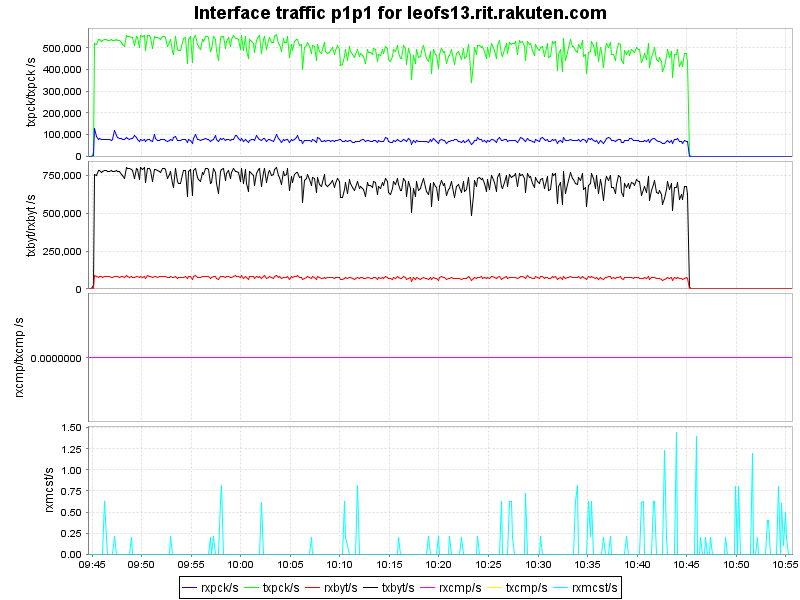 Interface traffic p1p1 for leofs13.rit.rakuten.com
txpck/txpck /s
500,000
400,000
300,000
200,000
100,000
0
txbyt/rxbyt /s
750,000
500,000
250,000
0
rxcmp/txcmp /s
0.0000000
rxmcst/s
1.50
1.25
1.00
0.75
0.50
0.25
0.00
09:45 09:50 09:55 10:00 10:05 10:10 10:15 10:20 10:25 10:30 10:35 10:40 10:45 10:50 10:55
rxpck/s txpck/s rxbyt/s txbyt/s rxcmp/s txcmp/s rxmcst/s